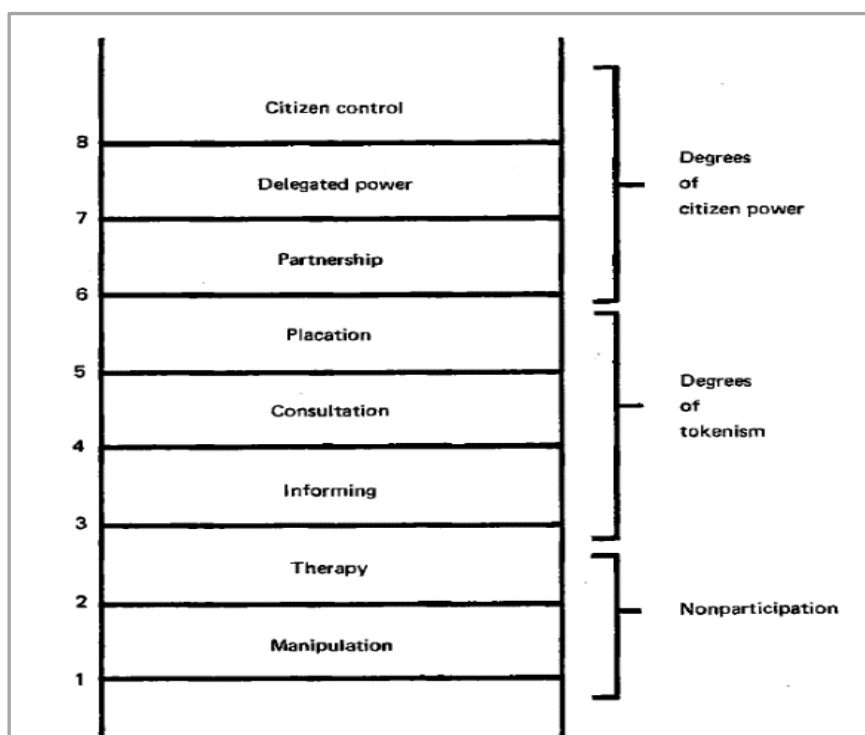 Citizen control
8
Delegated power
7
Partnership
6
Placation
5
Consultation
4
Informing
3
Therapy
2
Manipulation
1
Degrees
of
citizen power
Degrees
of
tokenism
Nonparticipation